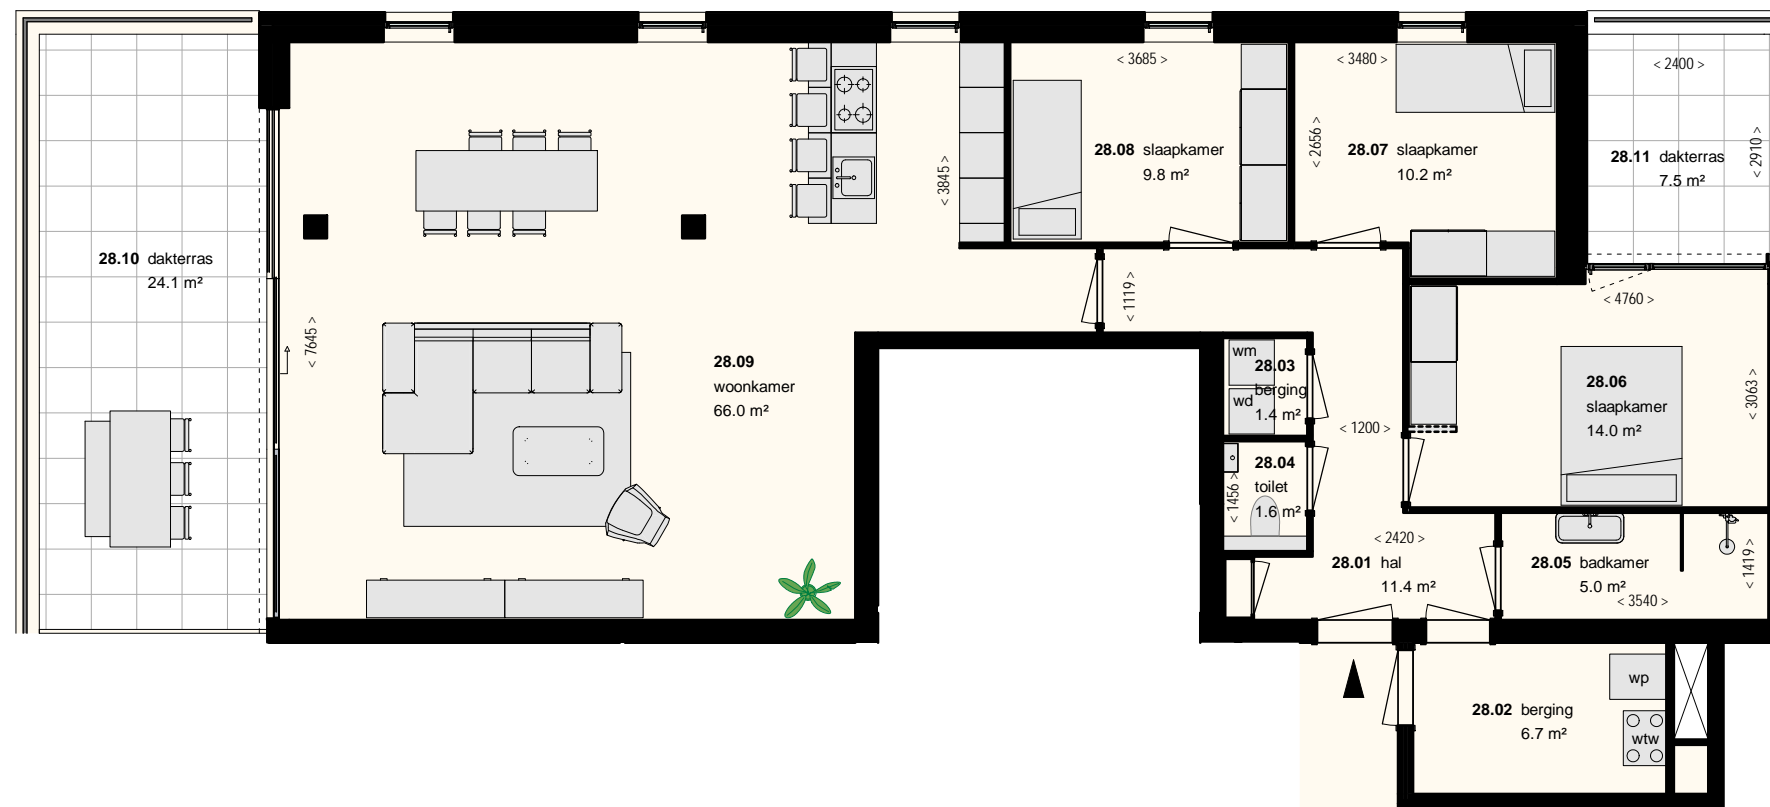 < 3685 >
< 3480 >
< 2400 >
< 2656 >
< 2910 >
< 3845 >
28.08 slaapkamer
9.8 m²
28.07 slaapkamer
10.2 m²
28.11 dakterras
7.5 m²
28.10 dakterras
24.1 m²
< 7645 >
< 1119 >
< 4760 >
28.09
woonkamer
66.0 m²
wm
wd
28.03
berging
1.4 m²
< 1200 >
28.06
slaapkamer
14.0 m²
< 3063 >
28.04
toilet
1.6 m²
< 1456 >
< 2420 >
28.01 hal
11.4 m²
28.05 badkamer
5.0 m²
< 3540 >
< 1419 >
28.02 berging
6.7 m²
wp
wtw